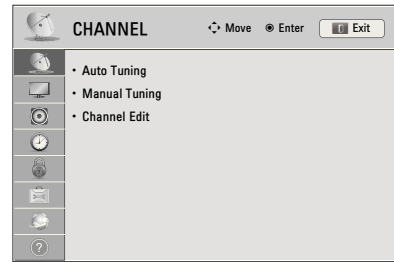 CHANNEL Move Enter Exit
• Auto Tuning
• Manual Tuning
• Channel Edit
?